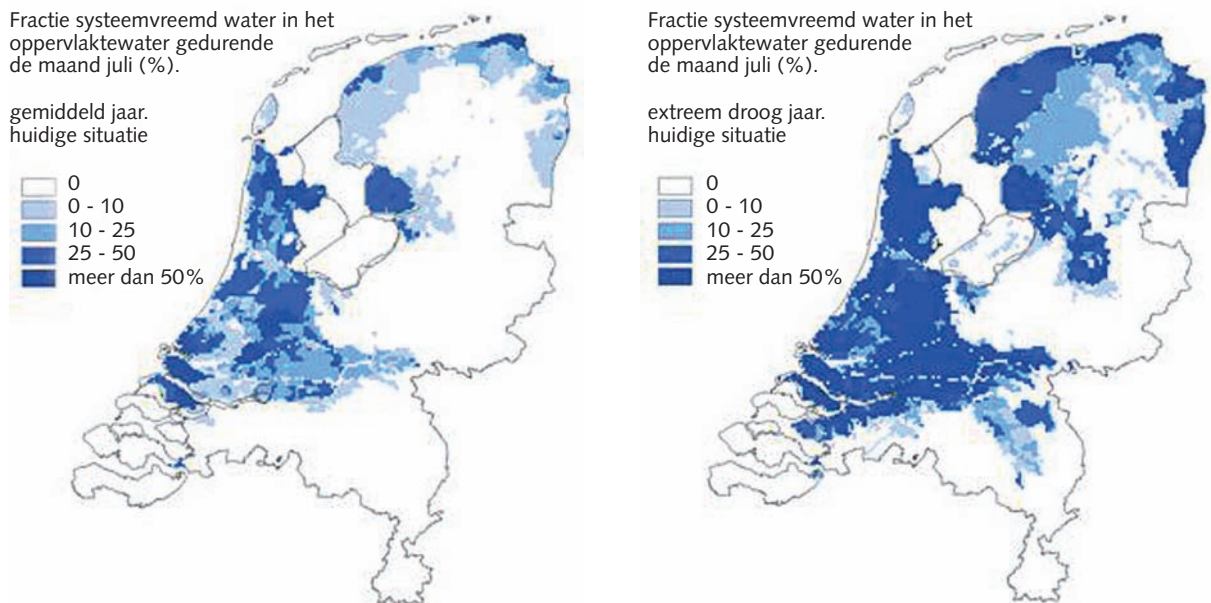 Fractie systeemvreemd water in het
oppervlaktewater gedurende
de maand juli (%).
gemiddeld jaar.
huidige situatie
0
0 - 10
10 - 25
25 - 50
meer dan 50%
Fractie systeemvreemd water in het
oppervlaktewater gedurende
de maand juli (%).
extreem droog jaar.
huidige situatie
0
0 - 10
10 - 25
25 - 50
meer dan 50%